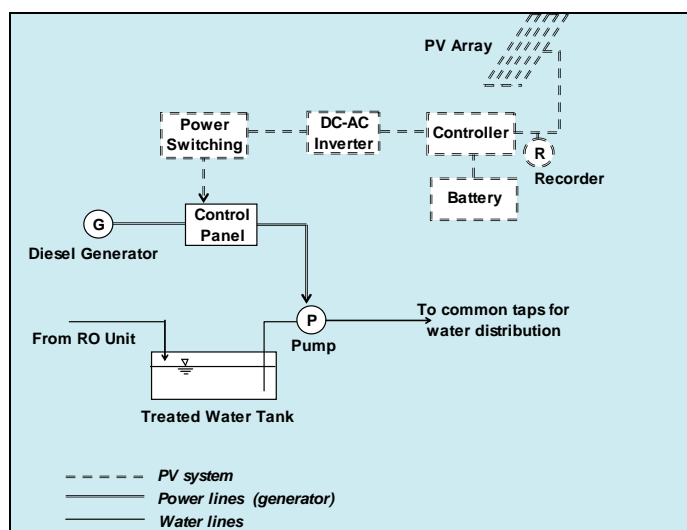 PV Array
Power
Switching
DC-AC
Inverter
Controller
R
Recorder
Battery
G
Control
Panel
Diesel Generator
From RO Unit
P
Pump
To common taps for
water distribution
Treated Water Tank
PV system
Power lines (generator)
Water lines